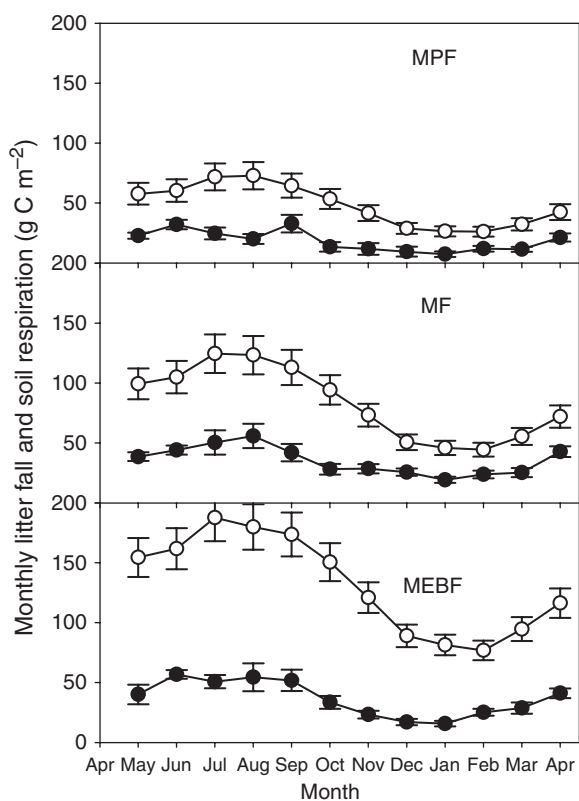 Monthly litter fall and soil respiration (g C m⁻²)
200
MPF
150
100
50
200
MF
150
100
50
200
MEBF
150
100
50
0
Apr May Jun Jul Aug Sep Oct Nov Dec Jan Feb Mar Apr
Month